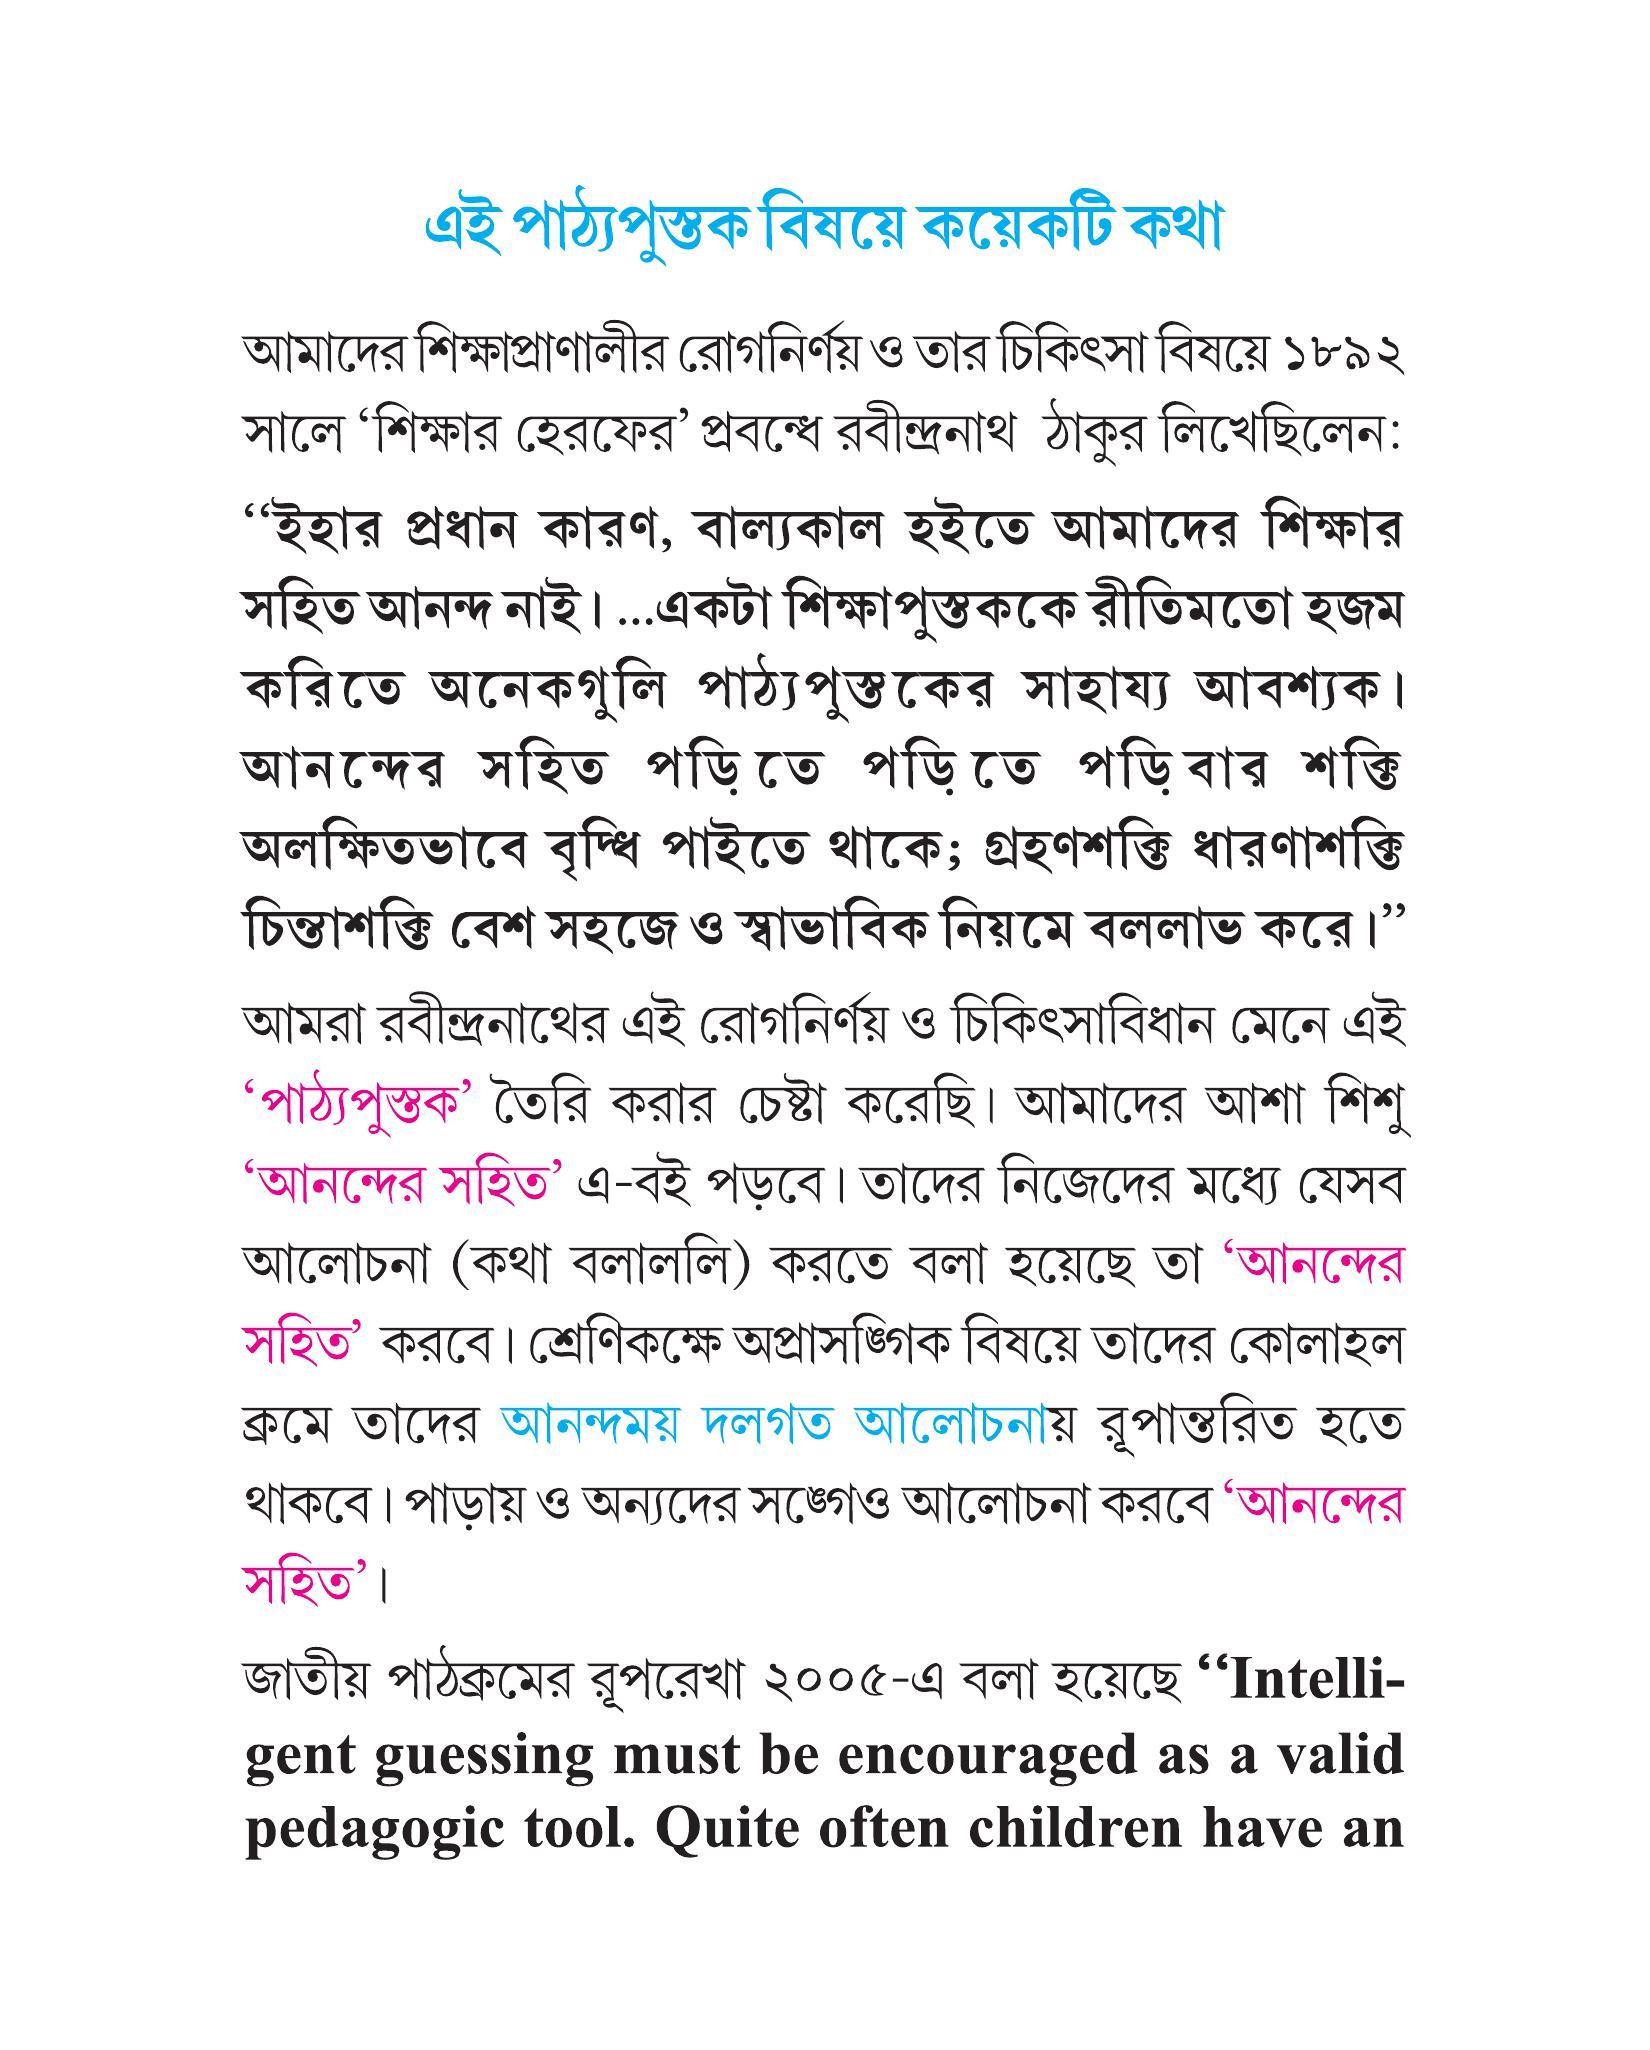 এই পাঠ্যপুস্তক বিষয়ে কয়েকটি কথা
আমাদের শিক্ষাপ্রাণালীর রোগনির্ণয় ও তার চিকিৎসা বিষয়ে ১৮৯২
সালে ‘শিক্ষার হেরফের’ প্রবন্ধে রবীন্দ্রনাথ ঠাকুর লিখেছিলেন:
“ইহার প্রধান কারণ, বাল্যকাল হইতে আমাদের শিক্ষার
সহিত আনন্দ নাই। ...একটা শিক্ষাপুস্তককে রীতিমতো হজম
করিতে অনেকগুলি পাঠ্যপুস্তকের সাহায্য আবশ্যক।
আনন্দের সহিত পড়িতে পড়িতে পড়িবার শক্তি
অলক্ষিতভাবে বৃদ্ধি পাইতে থাকে; গ্রহণশক্তি ধারণাশক্তি
চিন্তাশক্তি বেশ সহজে ও স্বাভাবিক নিয়মে বললাভ করে।”
আমরা রবীন্দ্রনাথের এই রোগনির্ণয় ও চিকিৎসাবিধান মেনে এই
‘পাঠ্যপুস্তক’ তৈরি করার চেষ্টা করেছি। আমাদের আশা শিশু
‘আনন্দের সহিত’ এ-বই পড়বে। তাদের নিজেদের মধ্যে যেসব
আলোচনা (কথা বলাললি) করতে বলা হয়েছে তা ‘আনন্দের
সহিত’ করবে। শ্রেণিকক্ষে অপ্রাসঙ্গিক বিষয়ে তাদের কোলাহল
ক্রমে তাদের আনন্দময় দলগত আলোচনায় রূপান্তরিত হতে
থাকবে। পাড়ায় ও অন্যদের সঙ্গেও আলোচনা করবে ‘আনন্দের
সহিত’।
জাতীয় পাঠক্রমের রূপরেখা ২০০৫-এ বলা হয়েছে “Intelli-
gent guessing must be encouraged as a valid
pedagogic tool. Quite often children have an